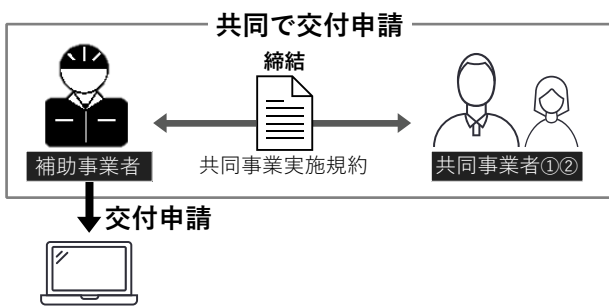 共同で交付申請
締結
補助事業者
共同事業実施規約
共同事業者①②
交付申請